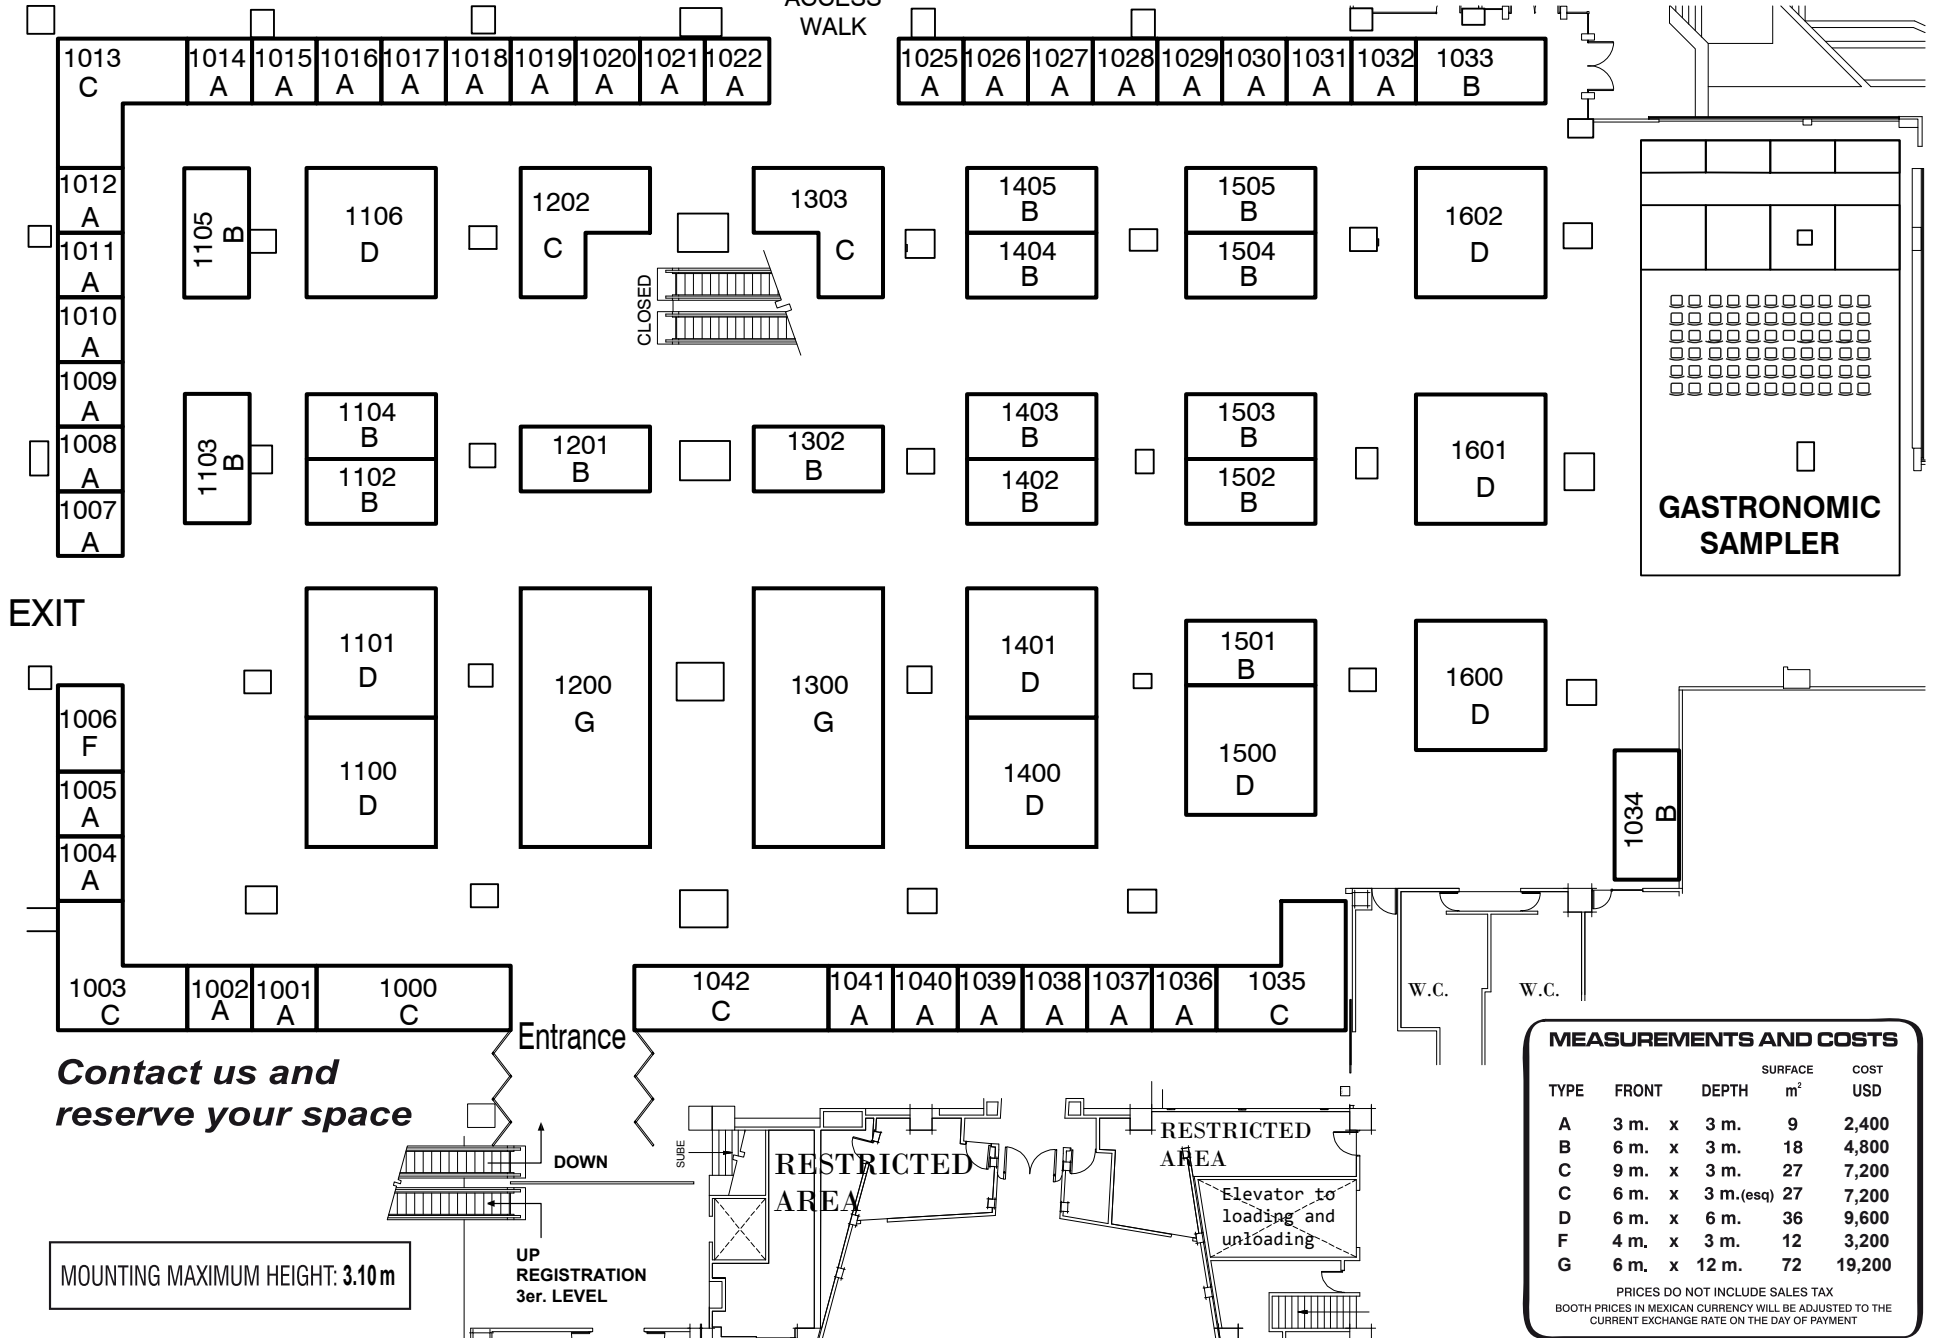 ACCESS
WALK
1013 1014 1015 1016 1017 1018 1019 1020 1021 1022 1025 1026 1027 1028 1029 1030 1031 1032 1033
C A A A A A A A A A A A A A A A A A B
1012
A
1011
A
1010
A
1009
A
1008
A
1007
A
1105
B
1106
D
1202
C
1303
C
1405
B
1404
B
1505
B
1504
B
1602
D
CLOSED
1103
B
1104
B
1102
B
1201
B
1302
B
1403
B
1402
B
1503
B
1502
B
1601
D
GASTRONOMIC
SAMPLER
EXIT
1101
D
1100
D
1200
G
1300
G
1401
D
1400
D
1501
B
1500
D
1600
D
1034
B
1006
F
1005
A
1004
A
1003 1002 1001 1000
C A A C
1042 1041 1040 1039 1038 1037 1036 1035
C A A A A A A C
Entrance
W.C. W.C.
Contact us and
reserve your space
DOWN
UP
REGISTRATION
3er. LEVEL
SUBE
RESTRICTED
AREA
RESTRICTED
AREA
Elevator to
loading and
unloading
MOUNTING MAXIMUM HEIGHT: 3.10 m
MEASUREMENTS AND COSTS
SURFACE COST
TYPE FRONT DEPTH m² USD
A 3 m. x 3 m. 9 2,400
B 6 m. x 3 m. 18 4,800
C 9 m. x 3 m. 27 7,200
C 6 m. x 3 m.(esq) 27 7,200
D 6 m. x 6 m. 36 9,600
F 4 m. x 3 m. 12 3,200
G 6 m. x 12 m. 72 19,200
PRICES DO NOT INCLUDE SALES TAX
BOOTH PRICES IN MEXICAN CURRENCY WILL BE ADJUSTED TO THE
CURRENT EXCHANGE RATE ON THE DAY OF PAYMENT